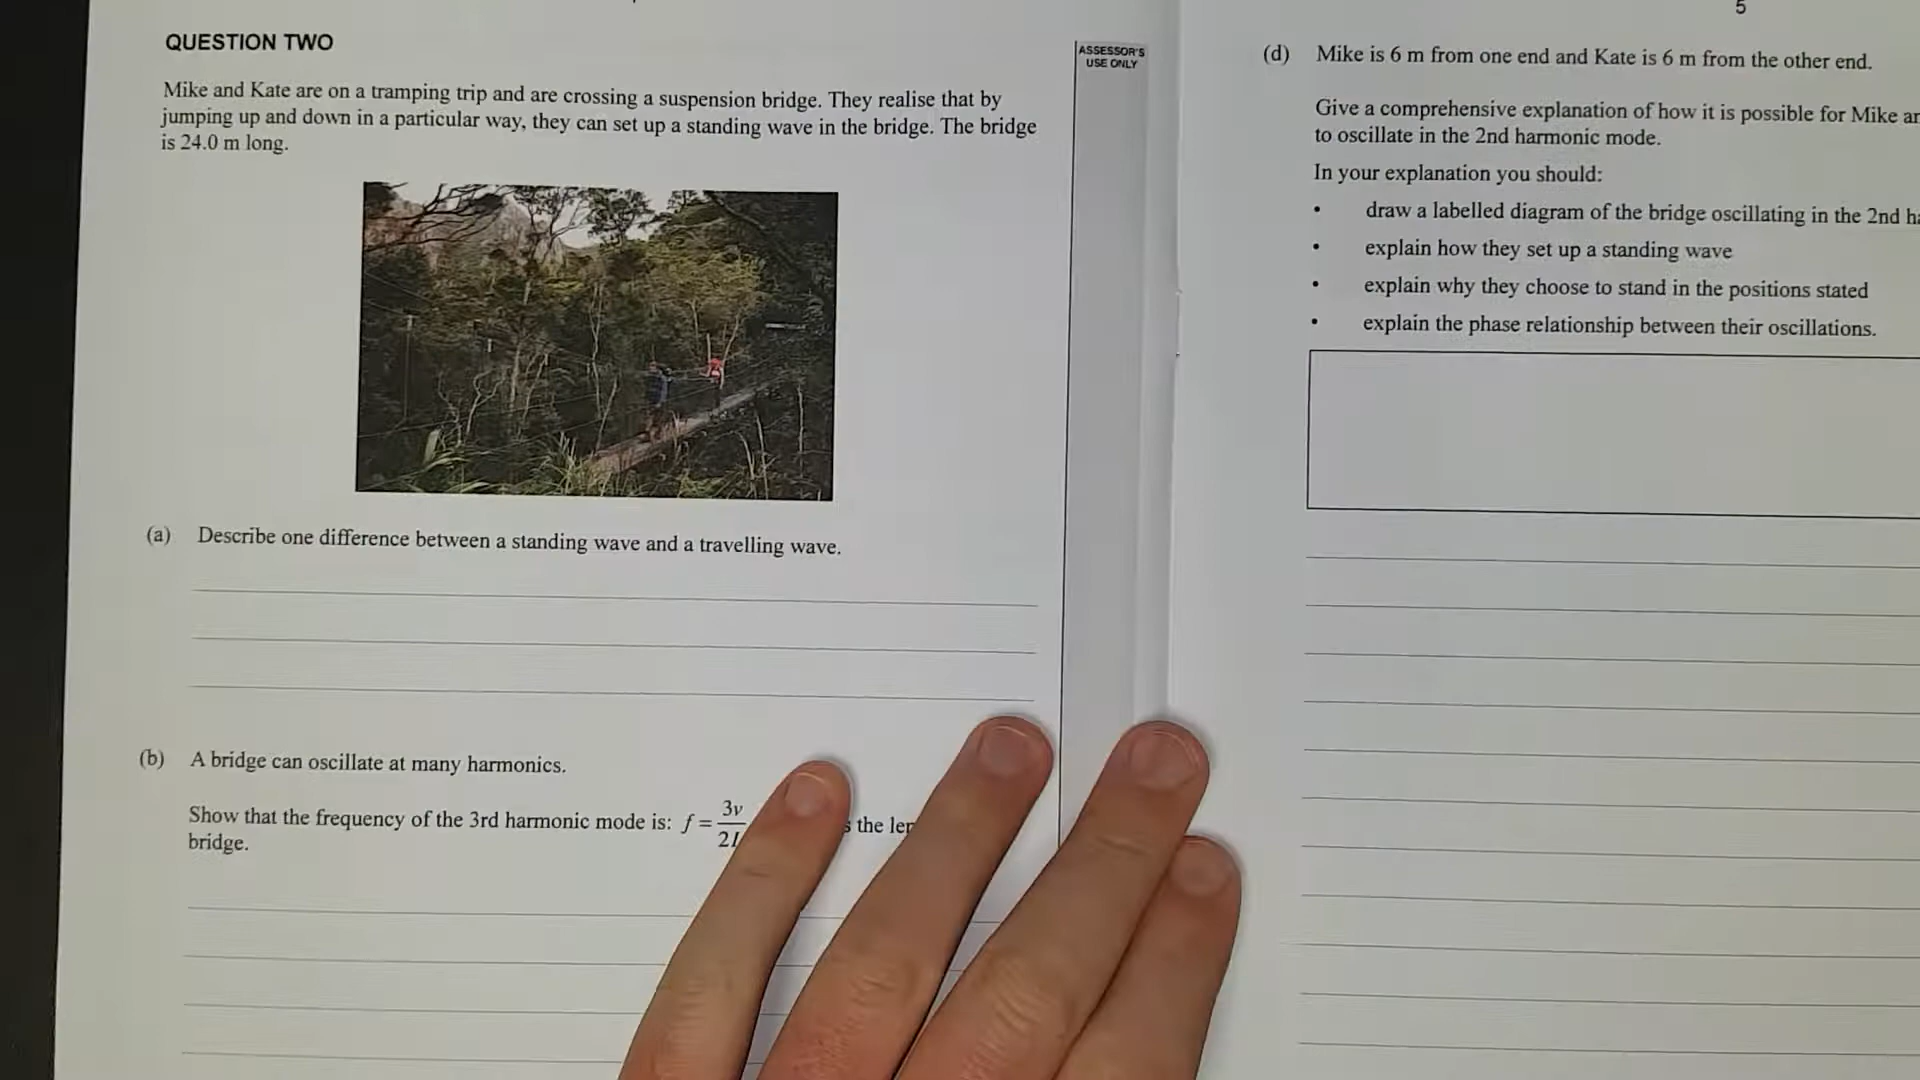 QUESTION TWO
Mike and Kate are on a tramping trip and are crossing a suspension bridge. They realise that by
jumping up and down in a particular way, they can set up a standing wave in the bridge. The bridge
is 24.0 m long.
(a) Describe one difference between a standing wave and a travelling wave.
(b) A bridge can oscillate at many harmonics.
Show that the frequency of the 3rd harmonic mode is: f = 3v/2L s the
bridge.
ASSESSOR'S
USE ONLY
5
(d) Mike is 6 m from one end and Kate is 6 m from the other end.
Give a comprehensive explanation of how it is possible for Mike
to oscillate in the 2nd harmonic mode.
In your explanation you should:
• draw a labelled diagram of the bridge oscillating in the 2nd
• explain how they set up a standing wave
• explain why they choose to stand in the positions stated
• explain the phase relationship between their oscillations.